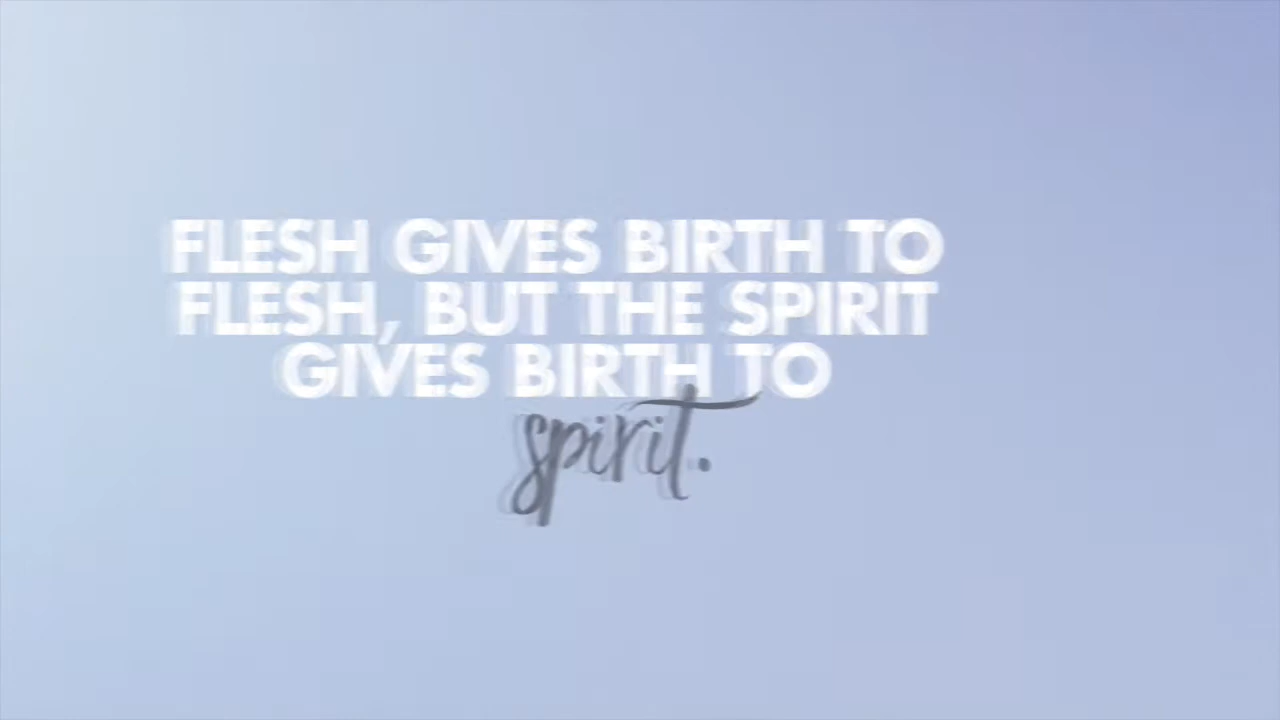 FLESH GIVES BIRTH TO
FLESH, BUT THE SPIRIT
GIVES BIRTH TO
spirit.